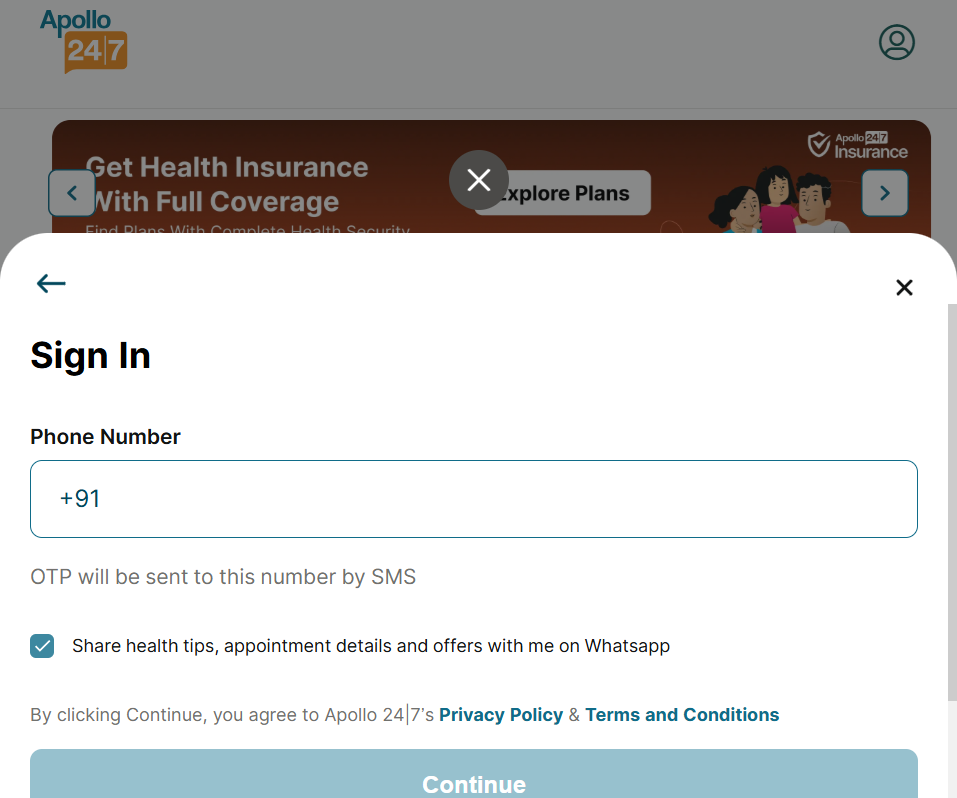 Apollo
24|7
Get Health Insurance
With Full Coverage
Find Plans With Complete Health Security
Explore Plans
Apollo 24|7
Insurance
Sign In
Phone Number
+91
OTP will be sent to this number by SMS
Share health tips, appointment details and offers with me on Whatsapp
By clicking Continue, you agree to Apollo 24|7's Privacy Policy & Terms and Conditions
Continue